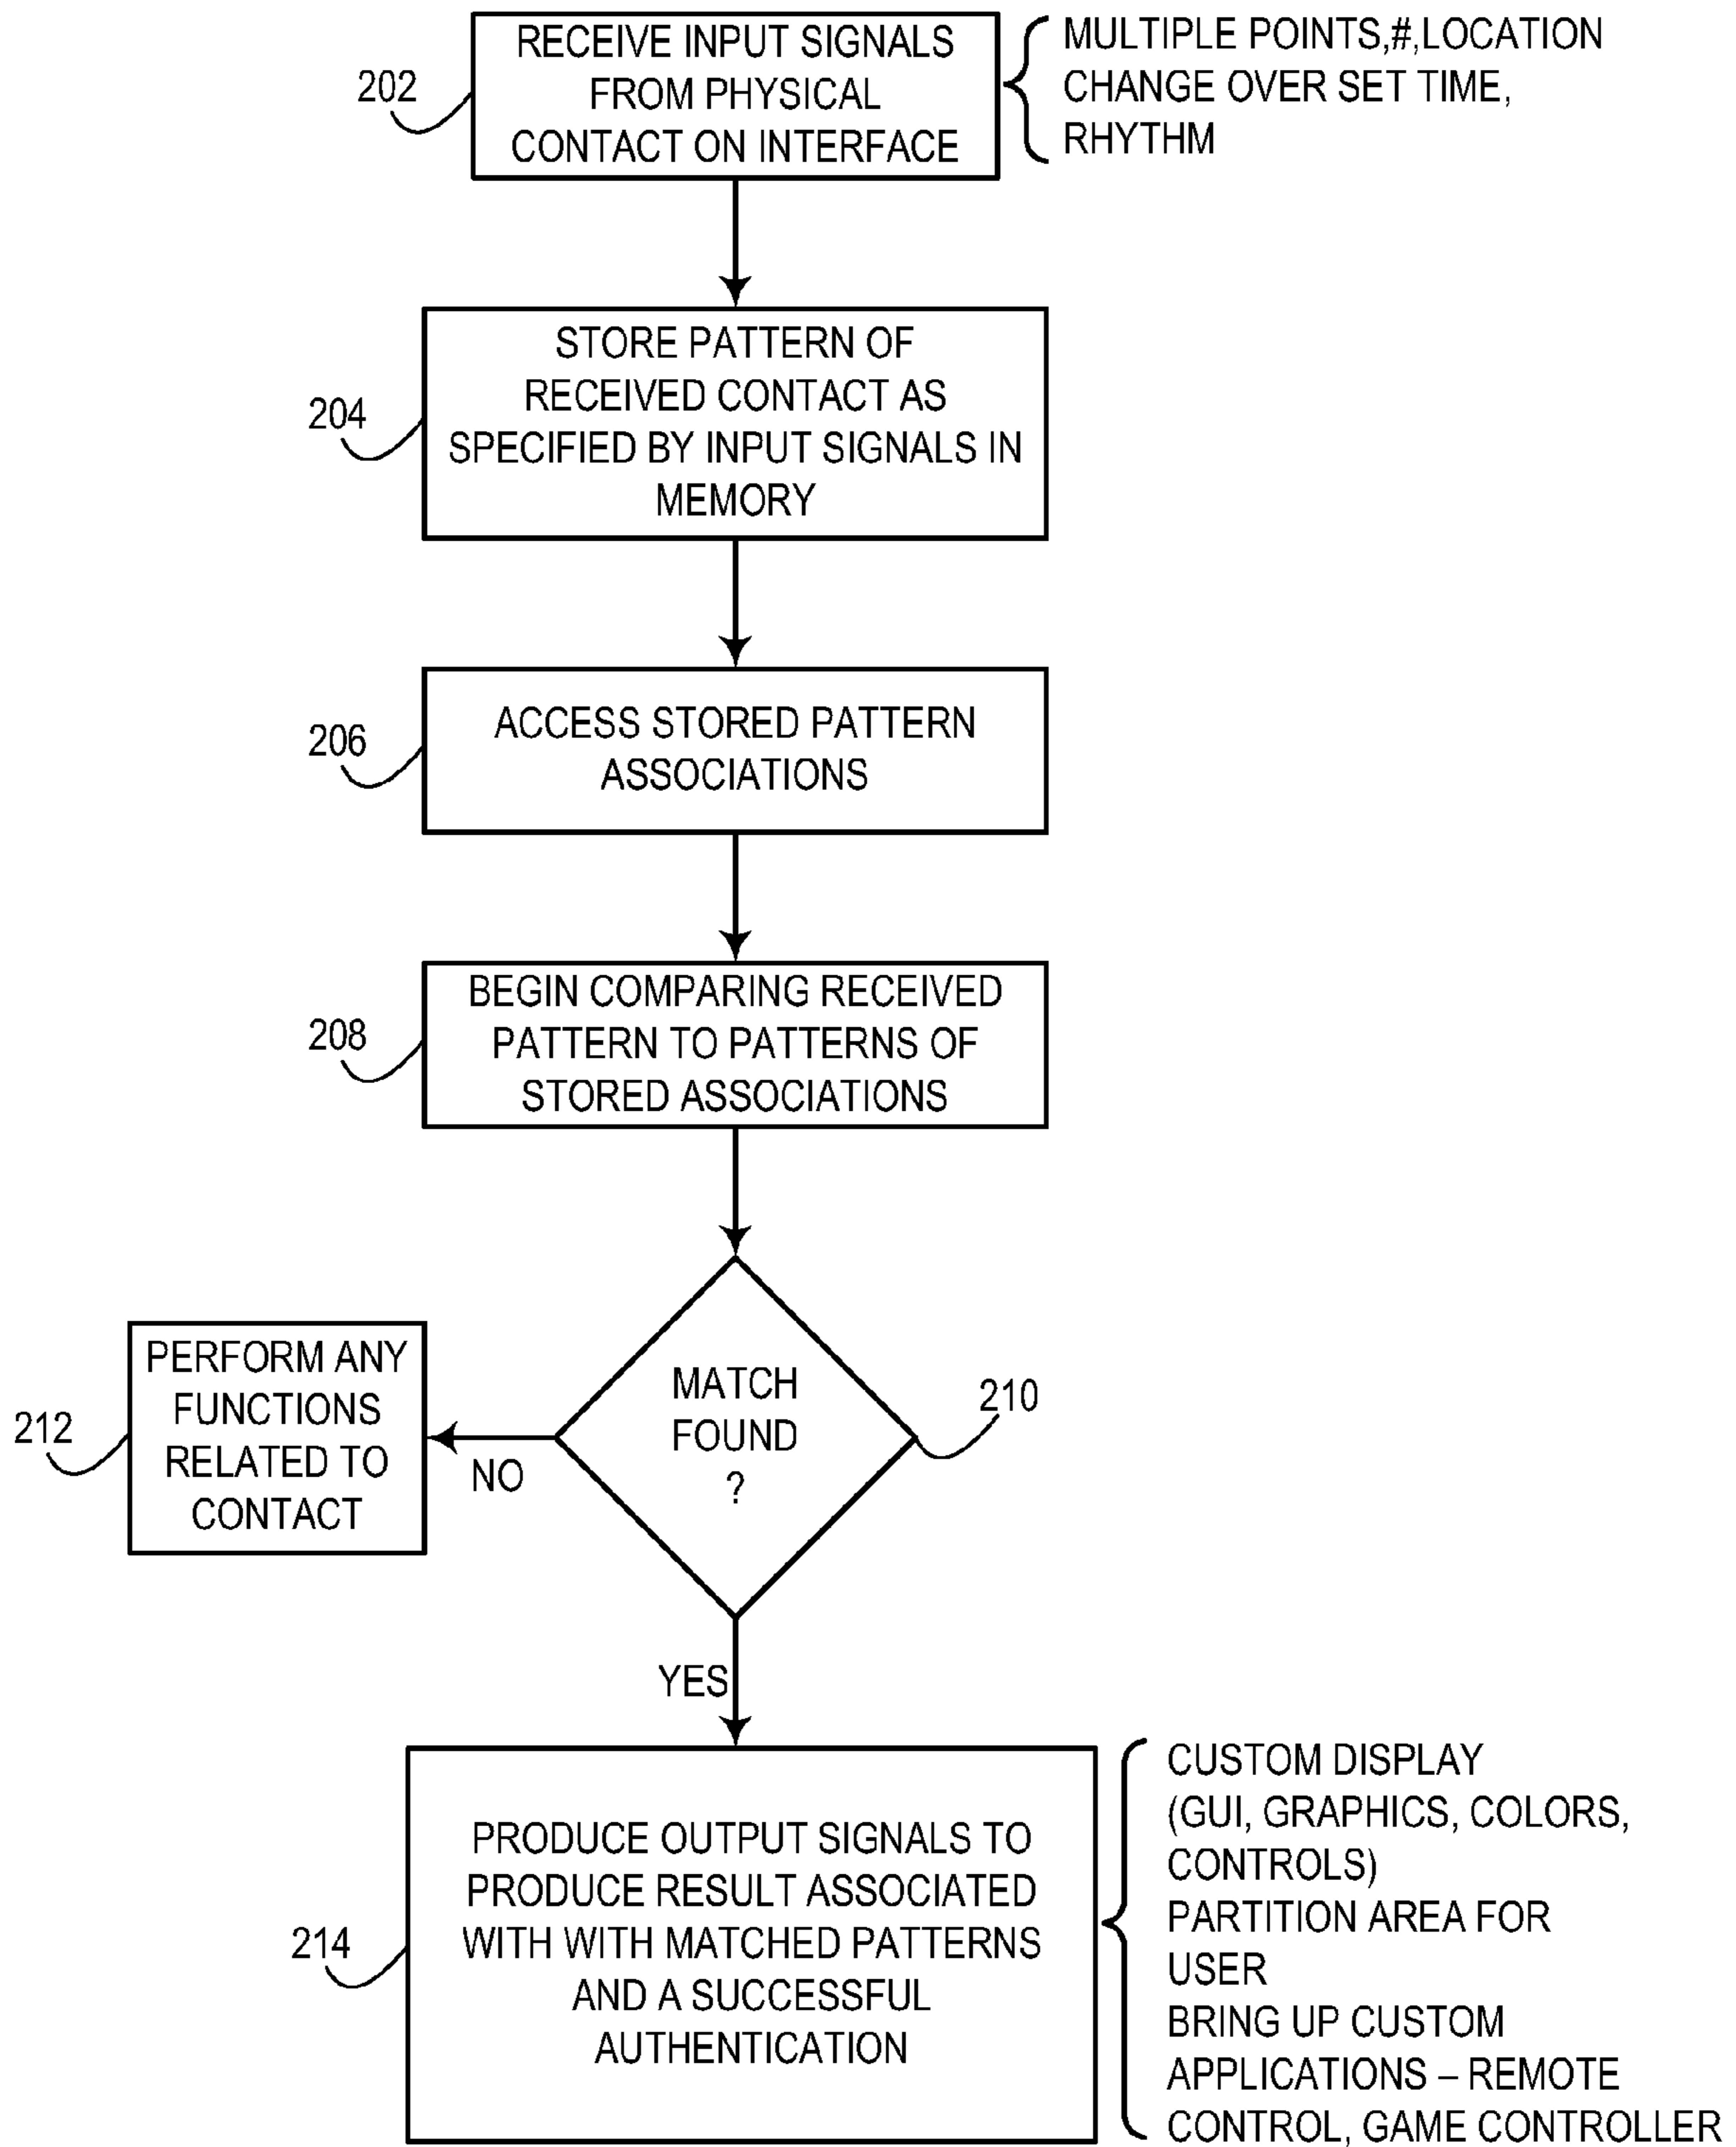 RECEIVE INPUT SIGNALS
FROM PHYSICAL
CONTACT ON INTERFACE
MULTIPLE POINTS,#,LOCATION
CHANGE OVER SET TIME,
RHYTHM
202
STORE PATTERN OF
RECEIVED CONTACT AS
SPECIFIED BY INPUT SIGNALS IN
MEMORY
204
ACCESS STORED PATTERN
ASSOCIATIONS
206
BEGIN COMPARING RECEIVED
PATTERN TO PATTERNS OF
STORED ASSOCIATIONS
208
MATCH
FOUND
?
210
NO
PERFORM ANY
FUNCTIONS
RELATED TO
CONTACT
212
YES
PRODUCE OUTPUT SIGNALS TO
PRODUCE RESULT ASSOCIATED
WITH WITH MATCHED PATTERNS
AND A SUCCESSFUL
AUTHENTICATION
214
CUSTOM DISPLAY
(GUI, GRAPHICS, COLORS,
CONTROLS)
PARTITION AREA FOR
USER
BRING UP CUSTOM
APPLICATIONS – REMOTE
CONTROL, GAME CONTROLLER